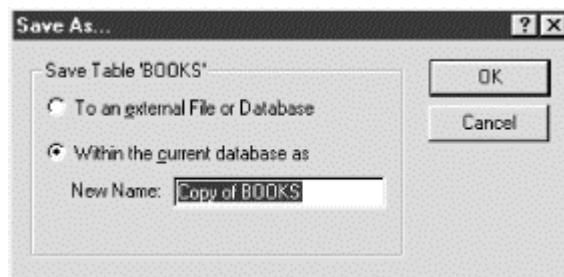 Save As...
Save Table 'BOOKS'
To an external File or Database
Within the current database as
New Name: Copy of BOOKS
OK
Cancel